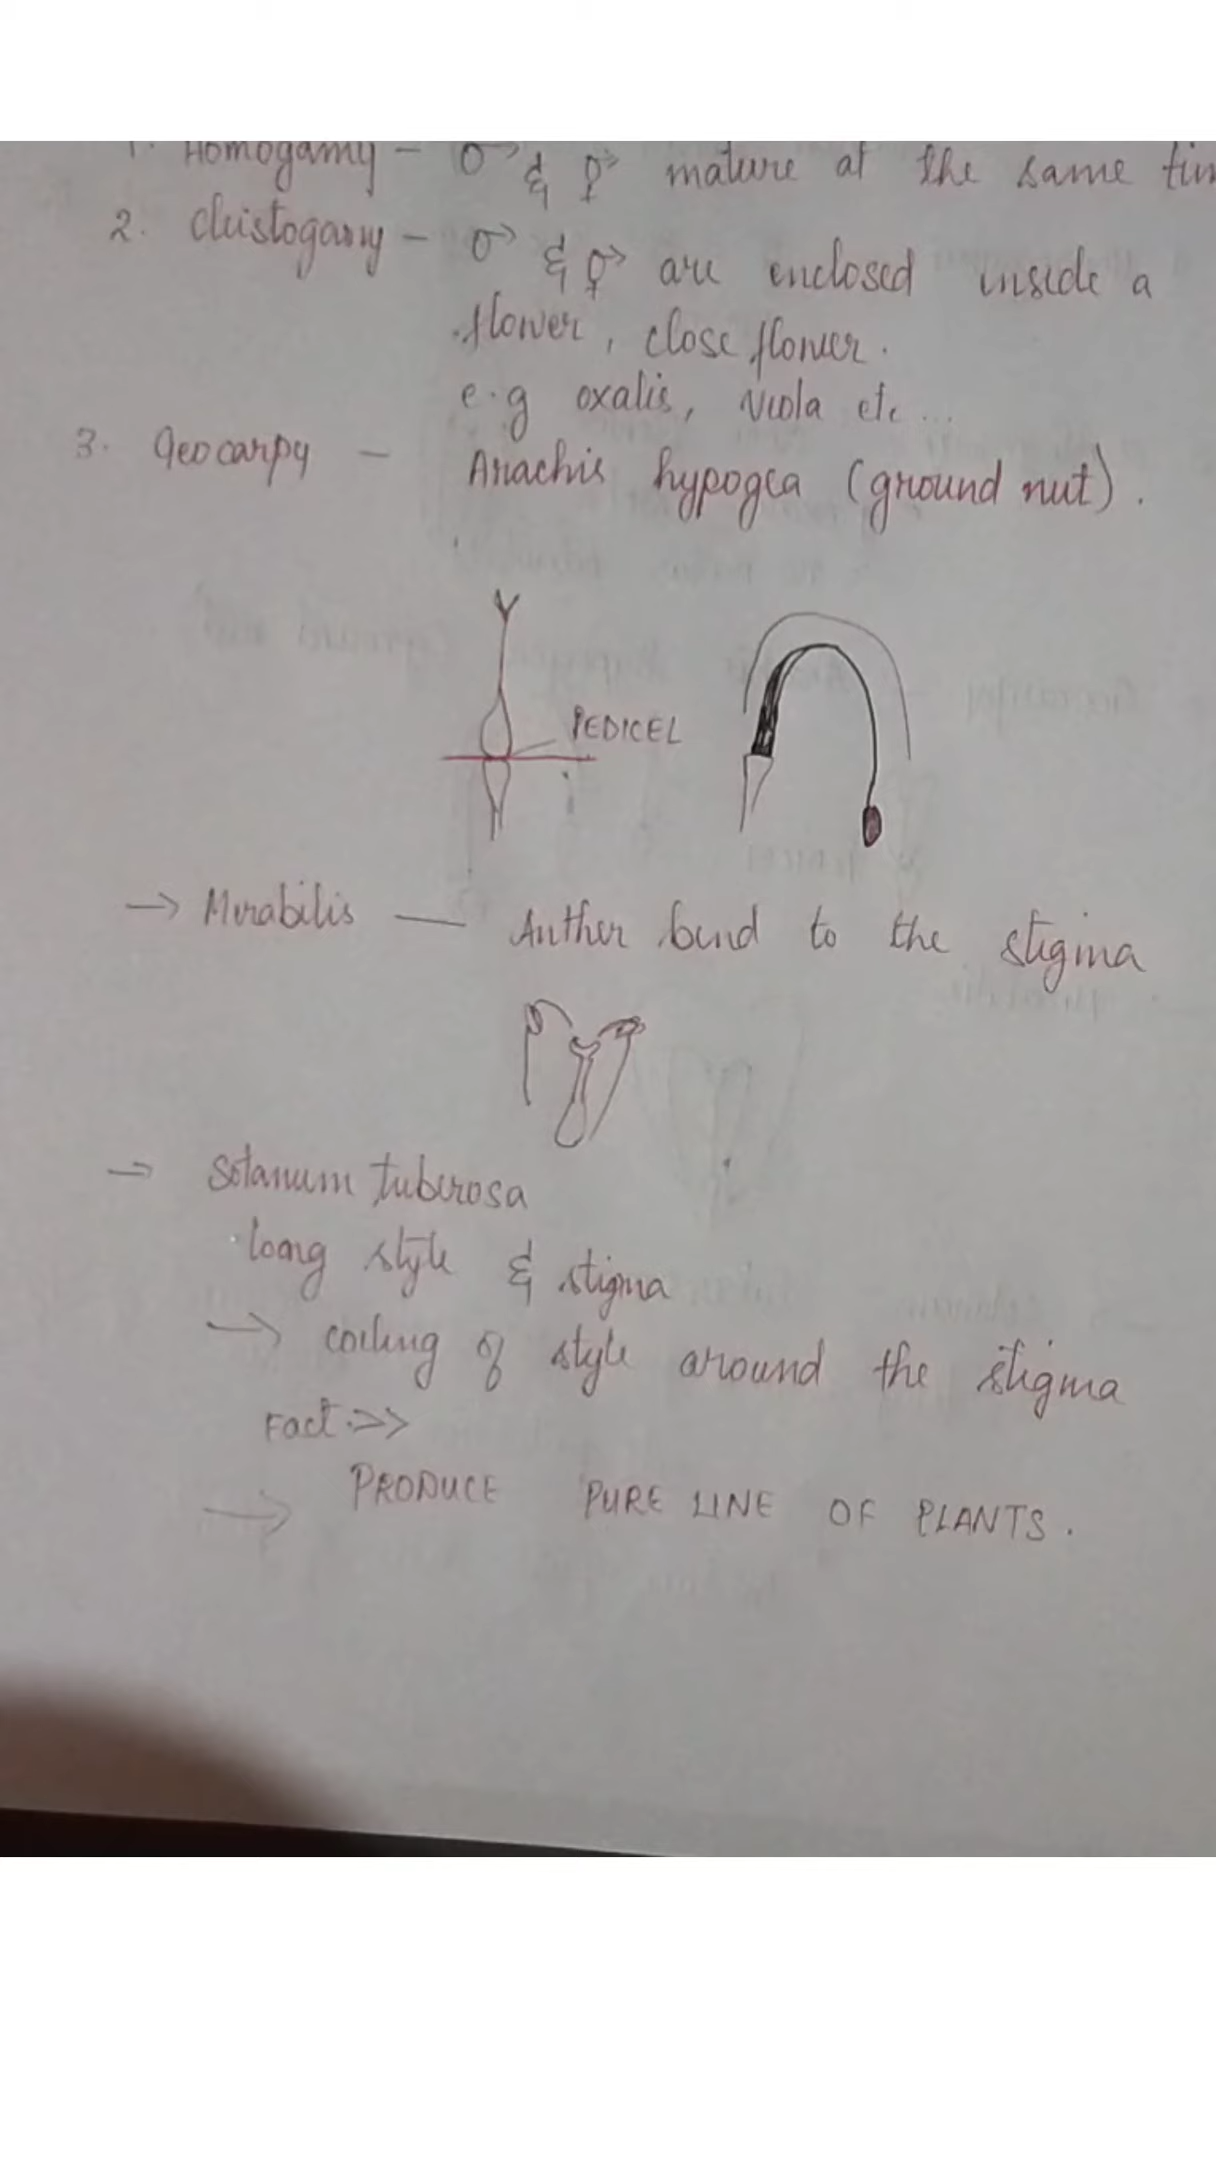 1. Homogamy - ♂ & ⚥ mature at the same tim
2. Cleistogamy - ♂ & ⚥ are enclosed inside a
flower, close flower.
e.g oxalis, Viola etc ...
3. Geocarpy - Arachis hypogea (ground nut).
PEDICEL
→ Mirabilis — Anther bend to the stigma
→ Solanum tuberosa
long style & stigma
→ coiling of style around the stigma
Fact =>>
→ PRODUCE PURE LINE OF PLANTS.